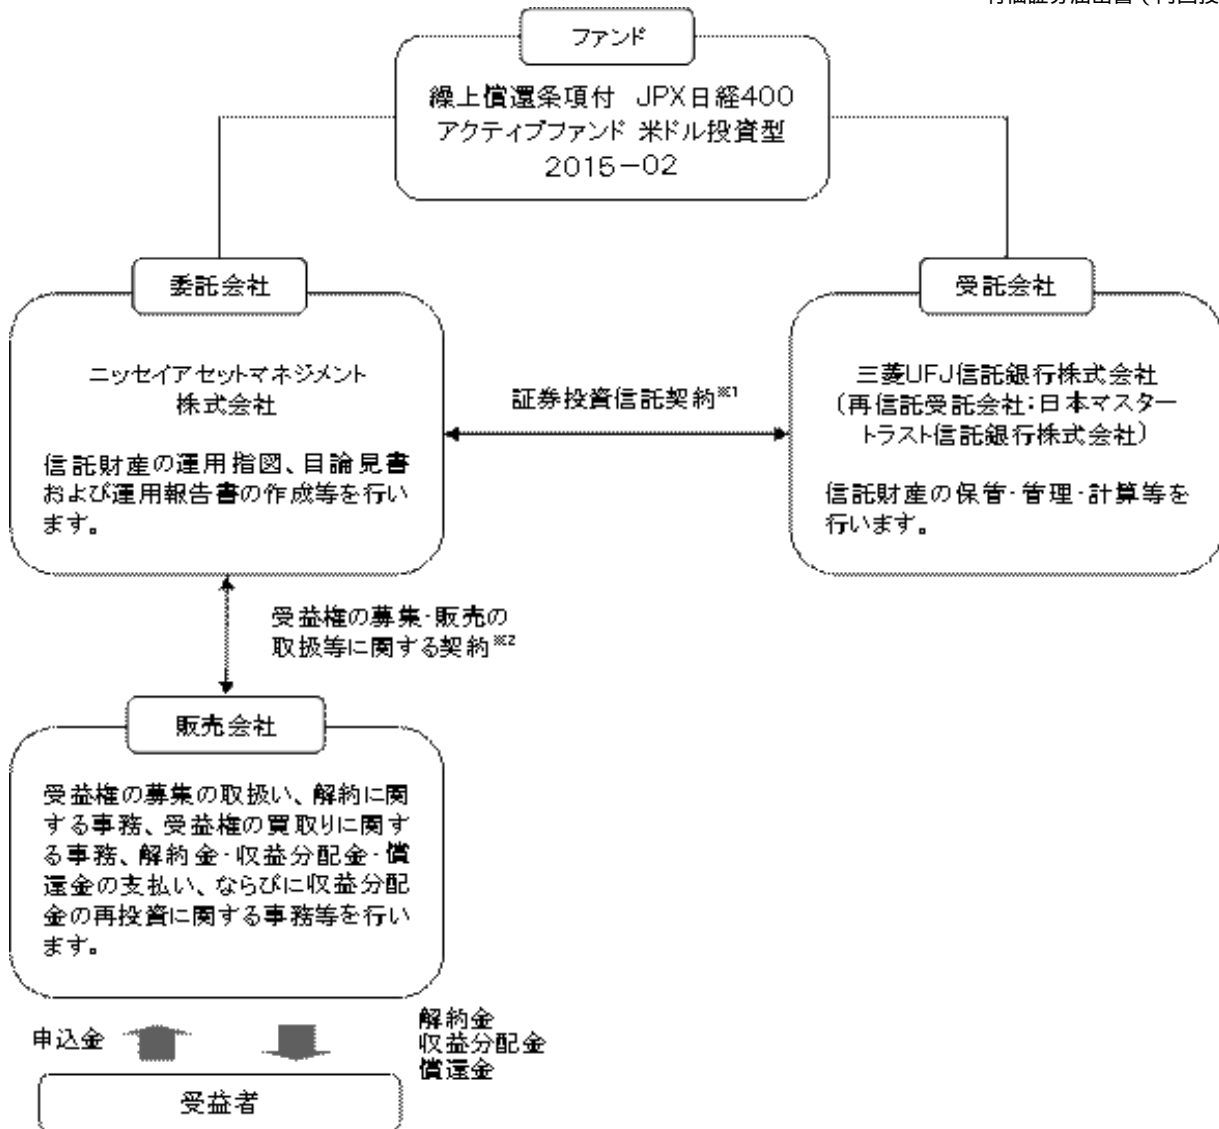 ファンド
繰上償還条項付 JPX日経400
アクティブファンド 米ドル投資型
2015－02
委託会社
ニッセイアセットマネジメント
株式会社
信託財産の運用指図、目論見書
および運用報告書の作成等を行い
ます。
証券投資信託契約※1
受託会社
三菱UFJ信託銀行株式会社
(再信託受託会社:日本マスター
トラスト信託銀行株式会社)
信託財産の保管・管理・計算等を
行います。
受益権の募集・販売の
取扱等に関する契約※2
販売会社
受益権の募集の取扱い、解約に関
する事務、受益権の買取りに関す
る事務、解約金・収益分配金・償
還金の支払い、ならびに収益分配
金の再投資に関する事務等を行い
ます。
申込金
解約金
収益分配金
償還金
受益者